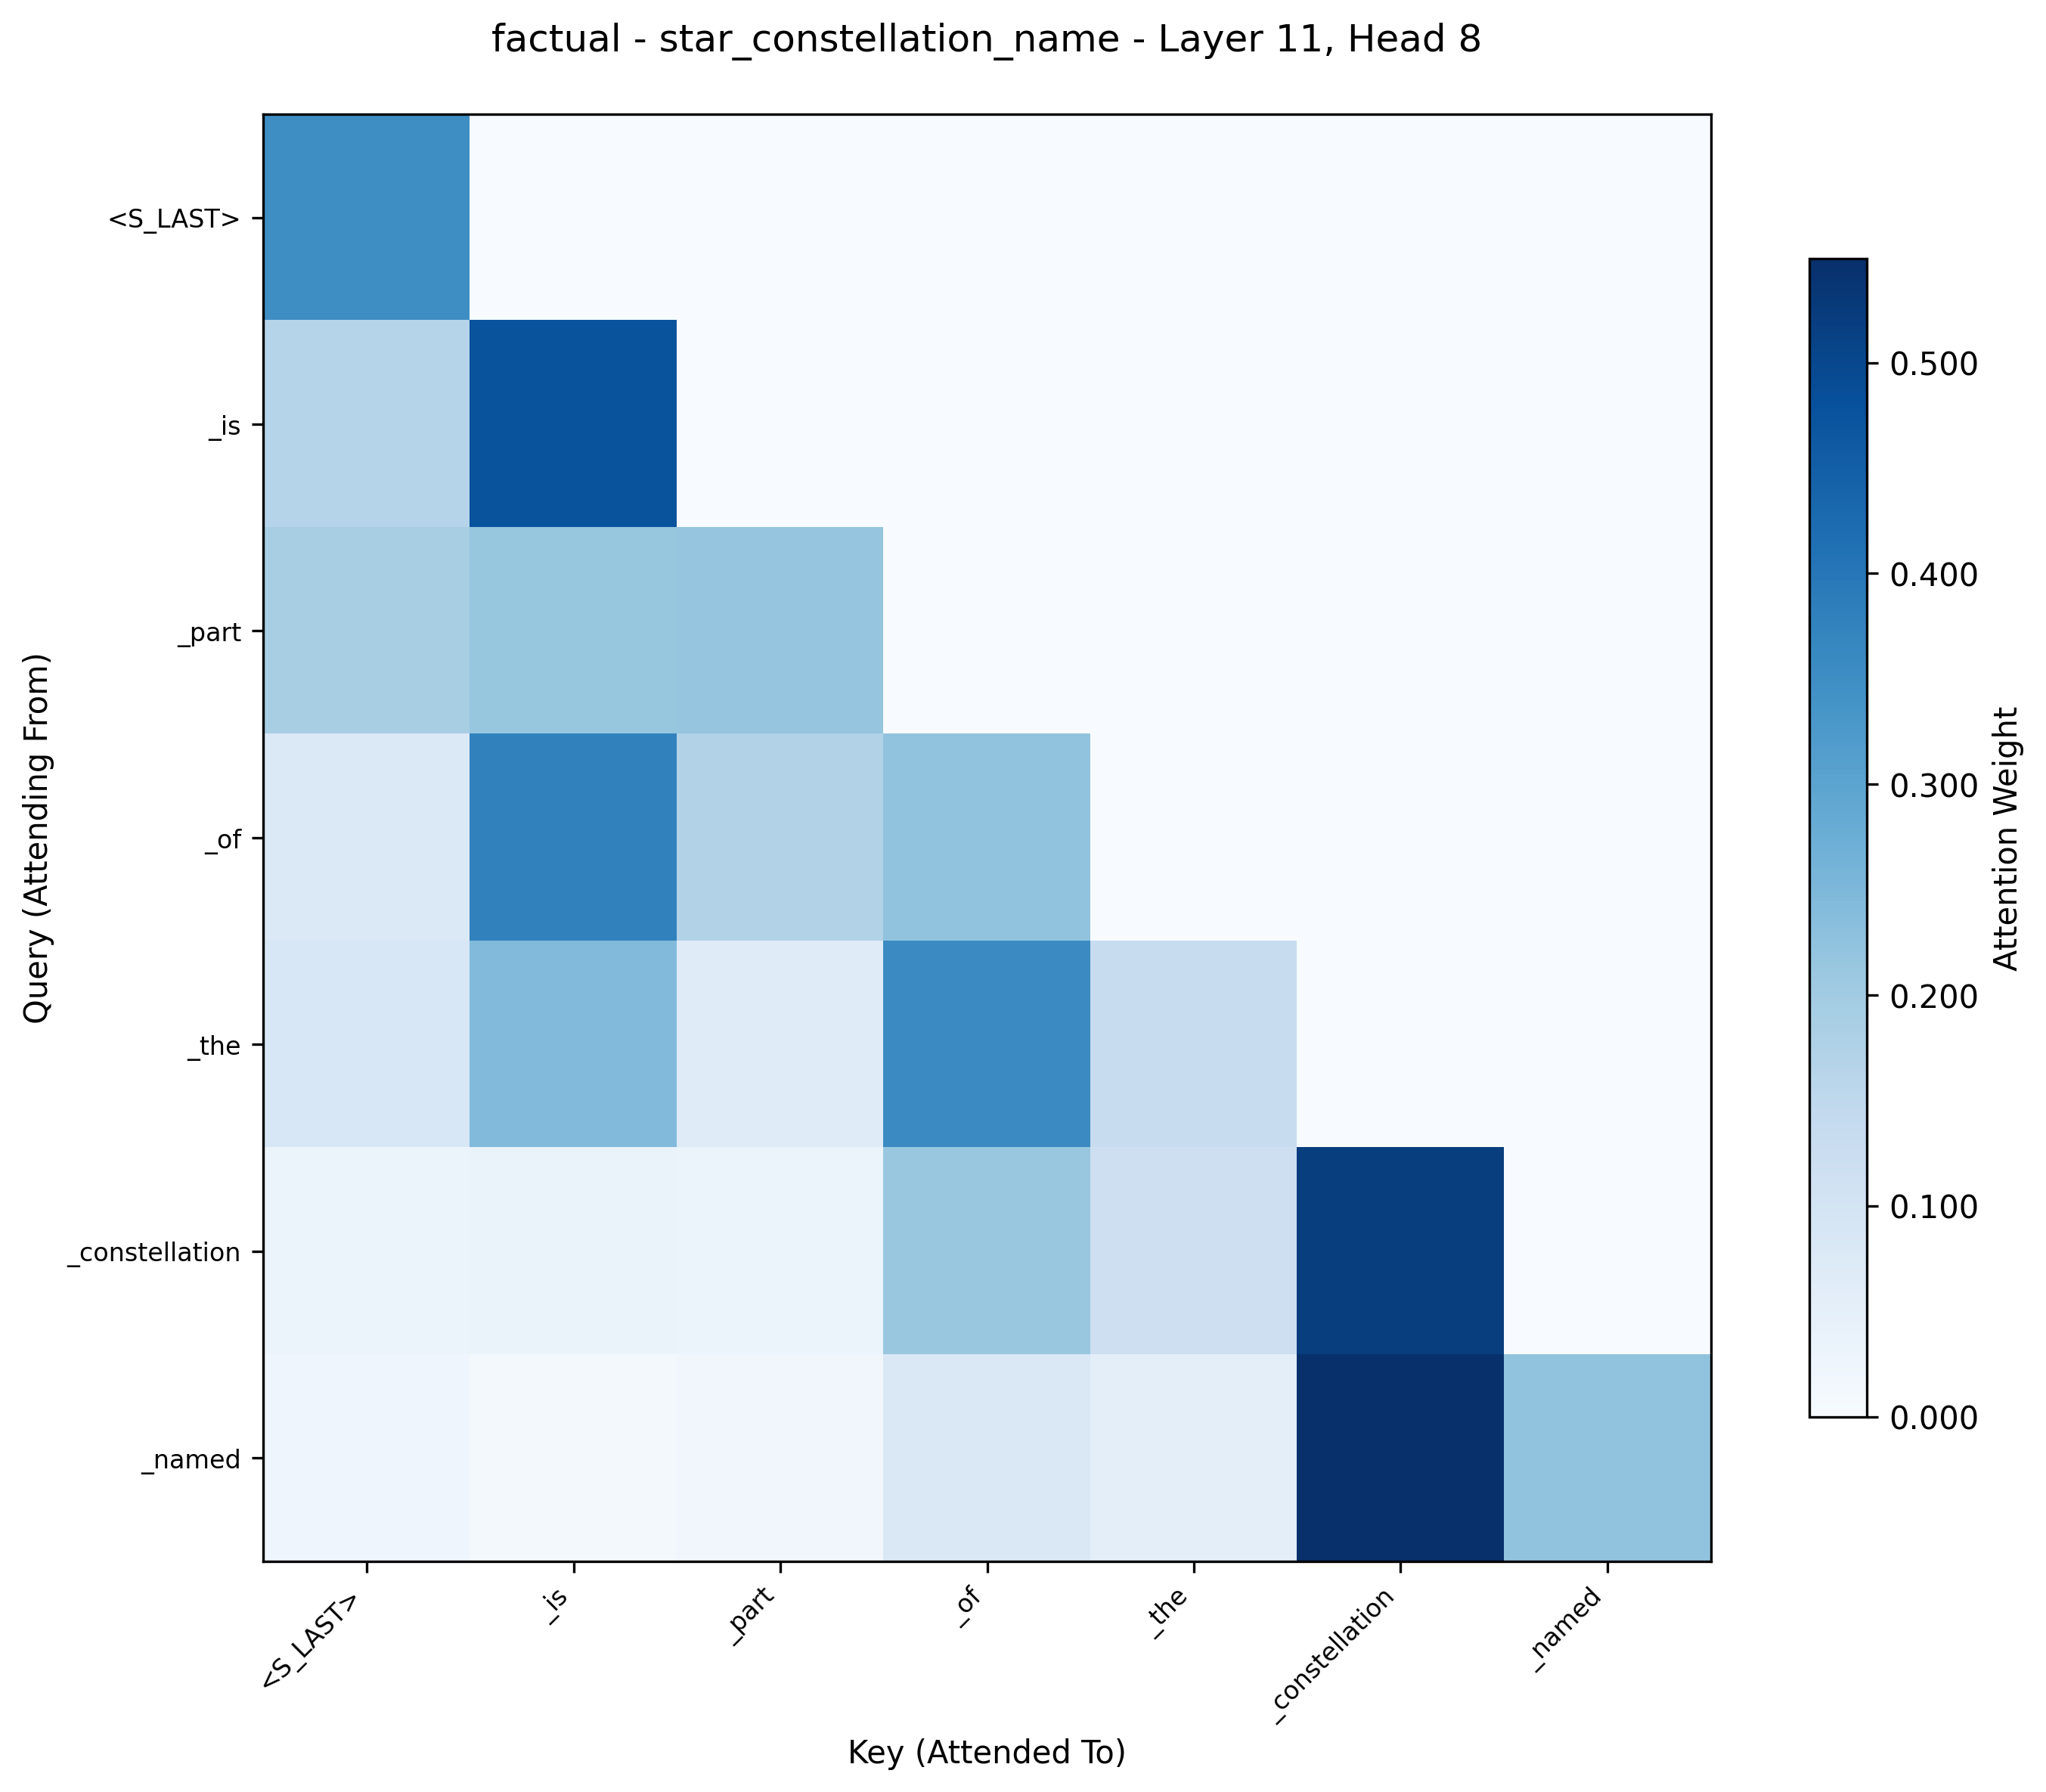 factual - star_constellation_name - Layer 11, Head 8
Query (Attending From)
<S_LAST>
_is
_part
_of
_the
_constellation
_named
<S_LAST>
_is
_part
_of
_the
_constellation
_named
Key (Attended To)
0.500
0.400
0.300
0.200
0.100
0.000
Attention Weight